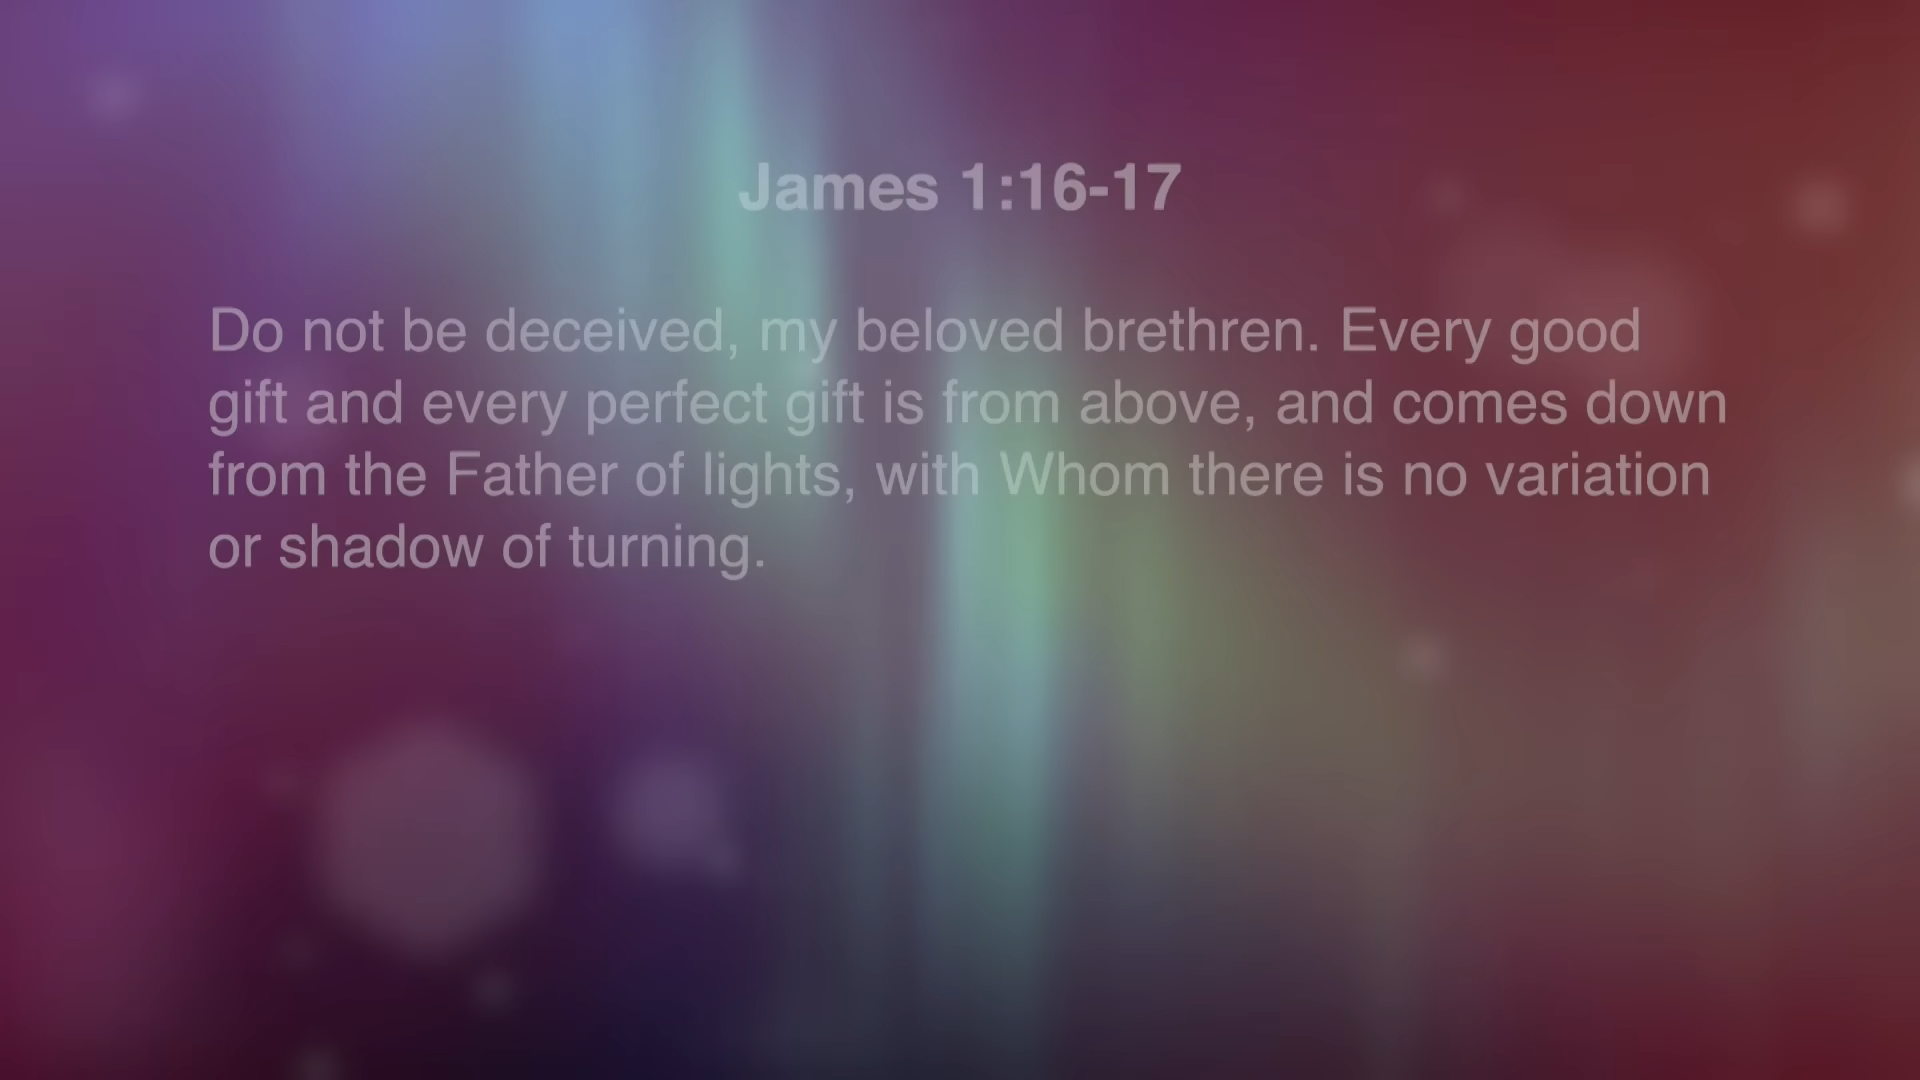 James 1:16-17
Do not be deceived, my beloved brethren. Every good
gift and every perfect gift is from above, and comes down
from the Father of lights, with Whom there is no variation
or shadow of turning.